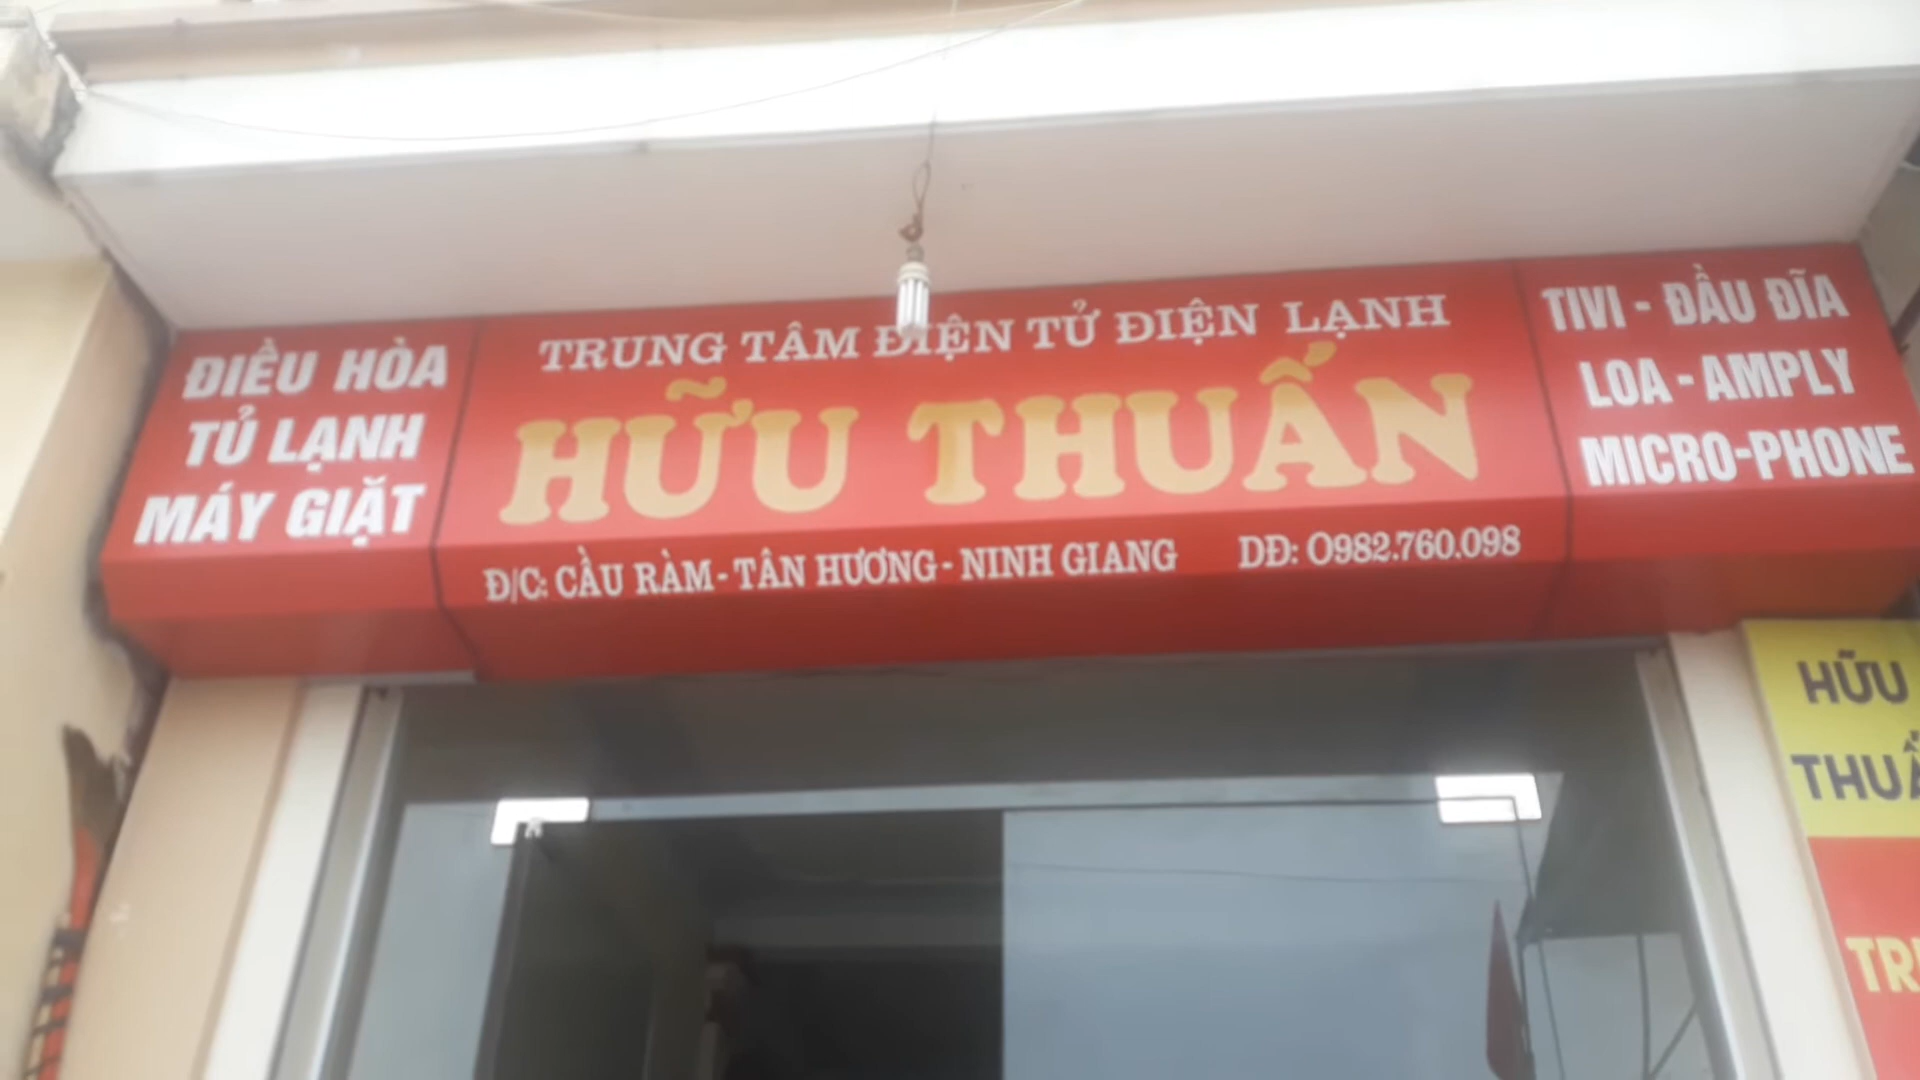 ĐIỀU HÒA
TỦ LẠNH
MÁY GIẶT
TRUNG TÂM ĐIỆN TỬ ĐIỆN LẠNH
HỮU THUẤN
Đ/C: CẦU RÀM - TÂN HƯƠNG - NINH GIANG DĐ: 0982.760.098
TIVI - ĐẦU ĐĨA
LOA - AMPLY
MICRO-PHONE
HỮU